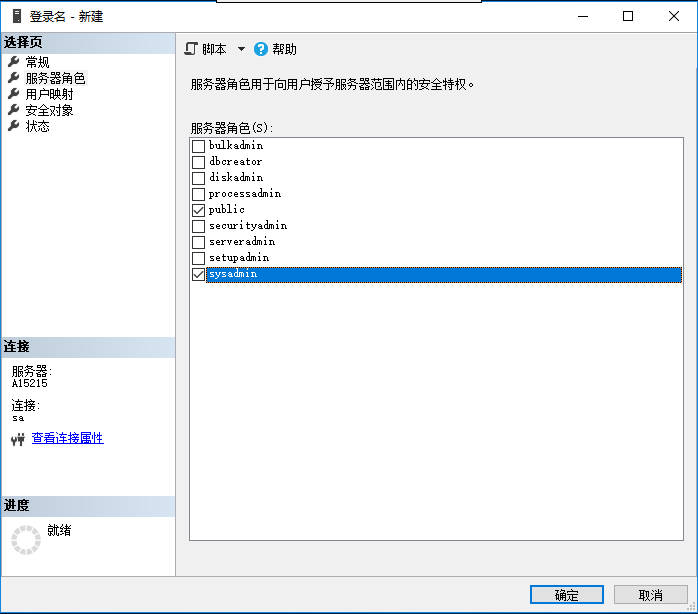 登录名 - 新建
选择页
常规
服务器角色
用户映射
安全对象
状态
脚本
帮助
服务器角色用于向用户授予服务器范围内的安全特权。
服务器角色(S):
bulkadmin
dbcreator
diskadmin
processadmin
public
securityadmin
serveradmin
setupadmin
sysadmin
连接
服务器:
A15215
连接:
sa
查看连接属性
进度
就绪
确定
取消